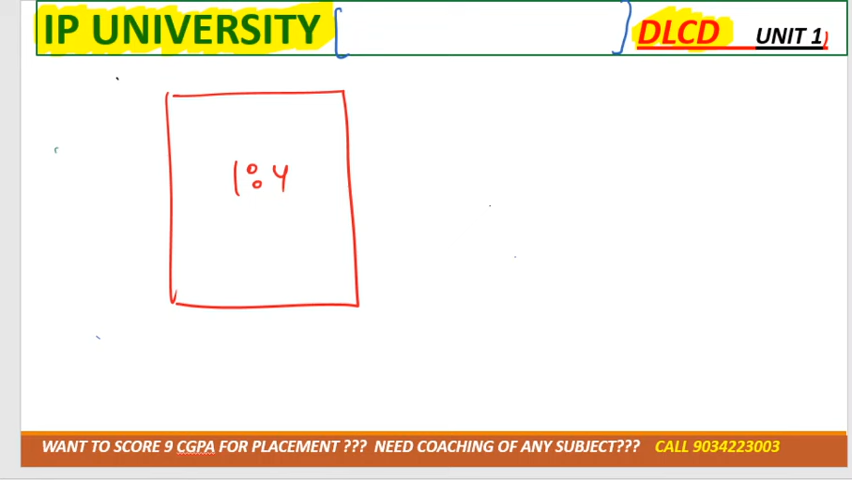 IP UNIVERSITY
DLCD UNIT 1)
1:4
WANT TO SCORE 9 CGPA FOR PLACEMENT ??? NEED COACHING OF ANY SUBJECT??? CALL 9034223003